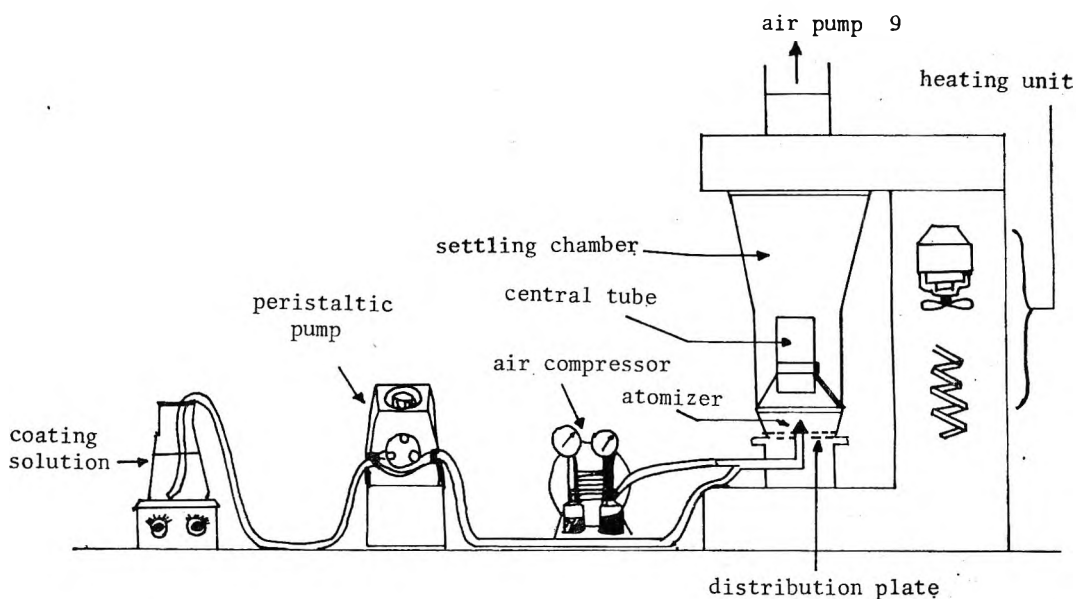 air pump 9
heating unit
settling chamber
central tube
peristaltic
pump
air compressor
atomizer
coating
solution
distribution plate